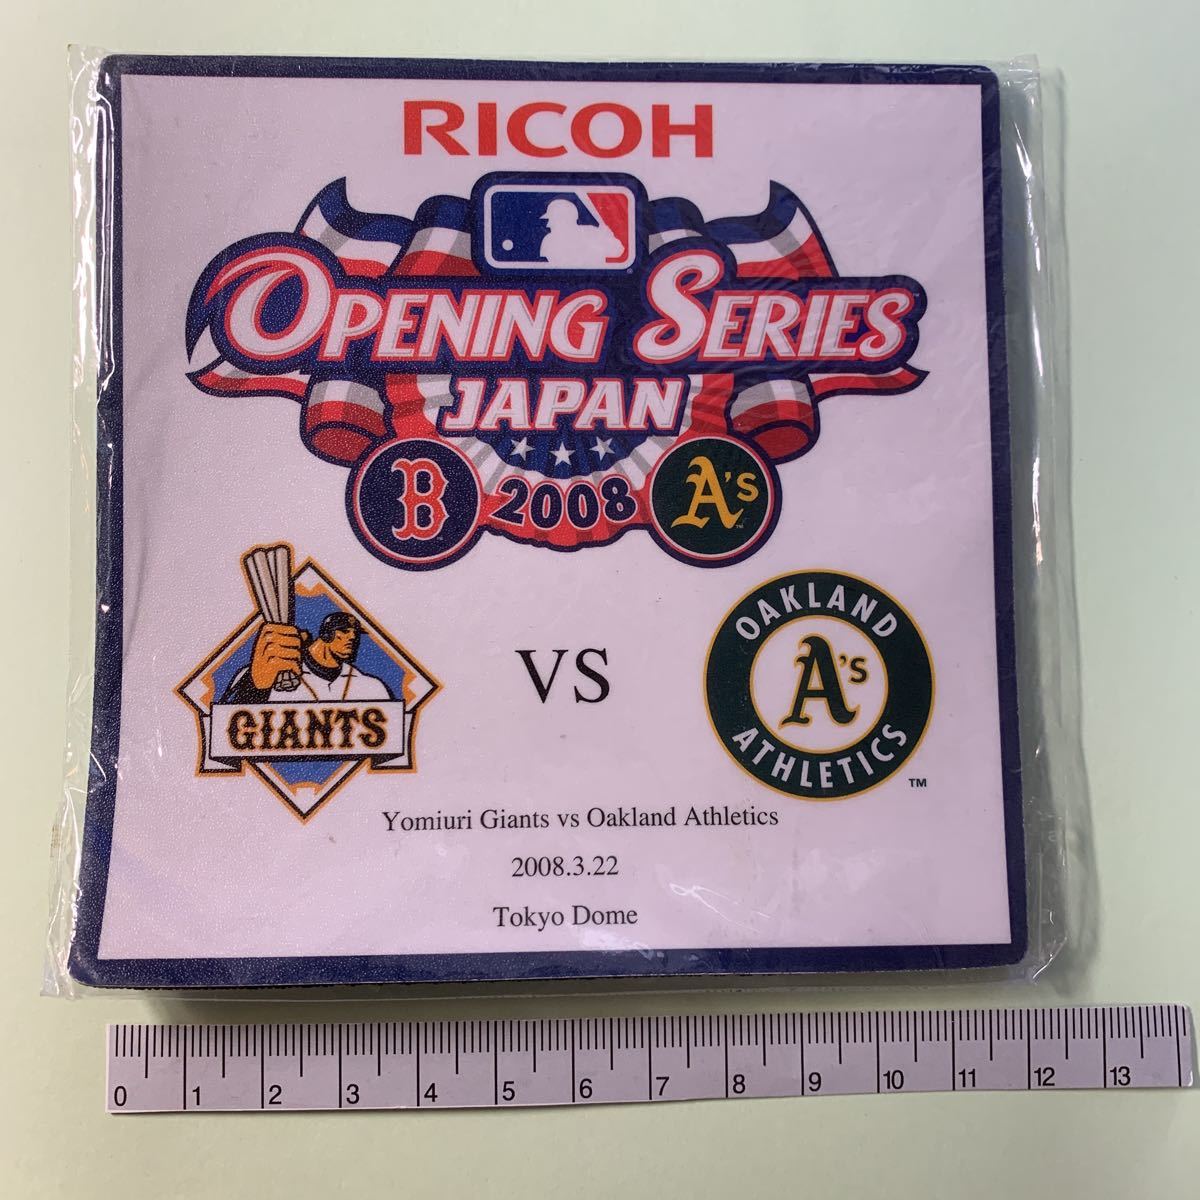 RICOH
OPENING SERIES
JAPAN
B 2008 A's
GIANTS
VS
OAKLAND
A's
ATHLETICS
TM
Yomiuri Giants vs Oakland Athletics
2008.3.22
Tokyo Dome
0 1 2 3 4 5 6 7 8 9 10 11 12 13